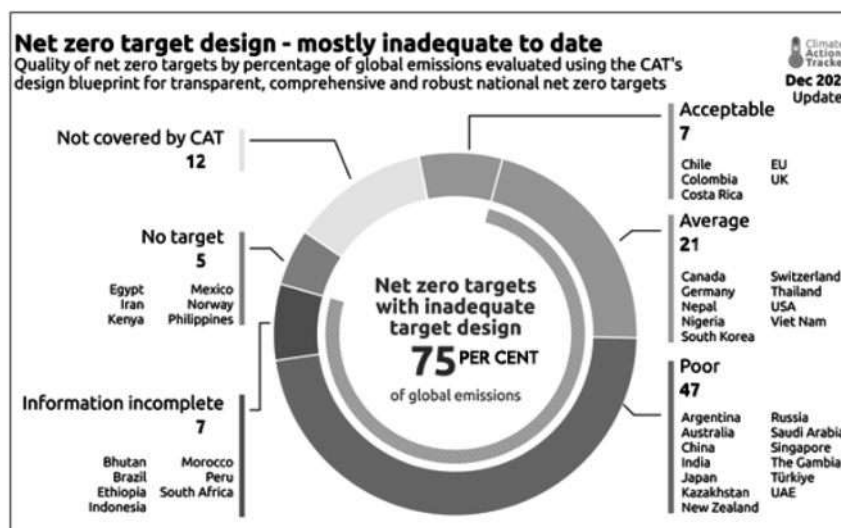 Net zero target design - mostly inadequate to date
Quality of net zero targets by percentage of global emissions evaluated using the CAT's
design blueprint for transparent, comprehensive and robust national net zero targets
Climate
Action
Tracke
Dec 202
Update
Not covered by CAT
12
No target
5
Egypt Mexico
Iran Norway
Kenya Philippines
Information incomplete
7
Bhutan Morocco
Brazil Peru
Ethiopia South Africa
Indonesia
Net zero targets
with inadequate
target design
75 PER CENT
of global emissions
Acceptable
7
Chile EU
Colombia UK
Costa Rica
Average
21
Canada Switzerland
Germany Thailand
Nepal USA
Nigeria Viet Nam
South Korea
Poor
47
Argentina Russia
Australia Saudi Arabia
China Singapore
India The Gambia
Japan Türkiye
Kazakhstan UAE
New Zealand